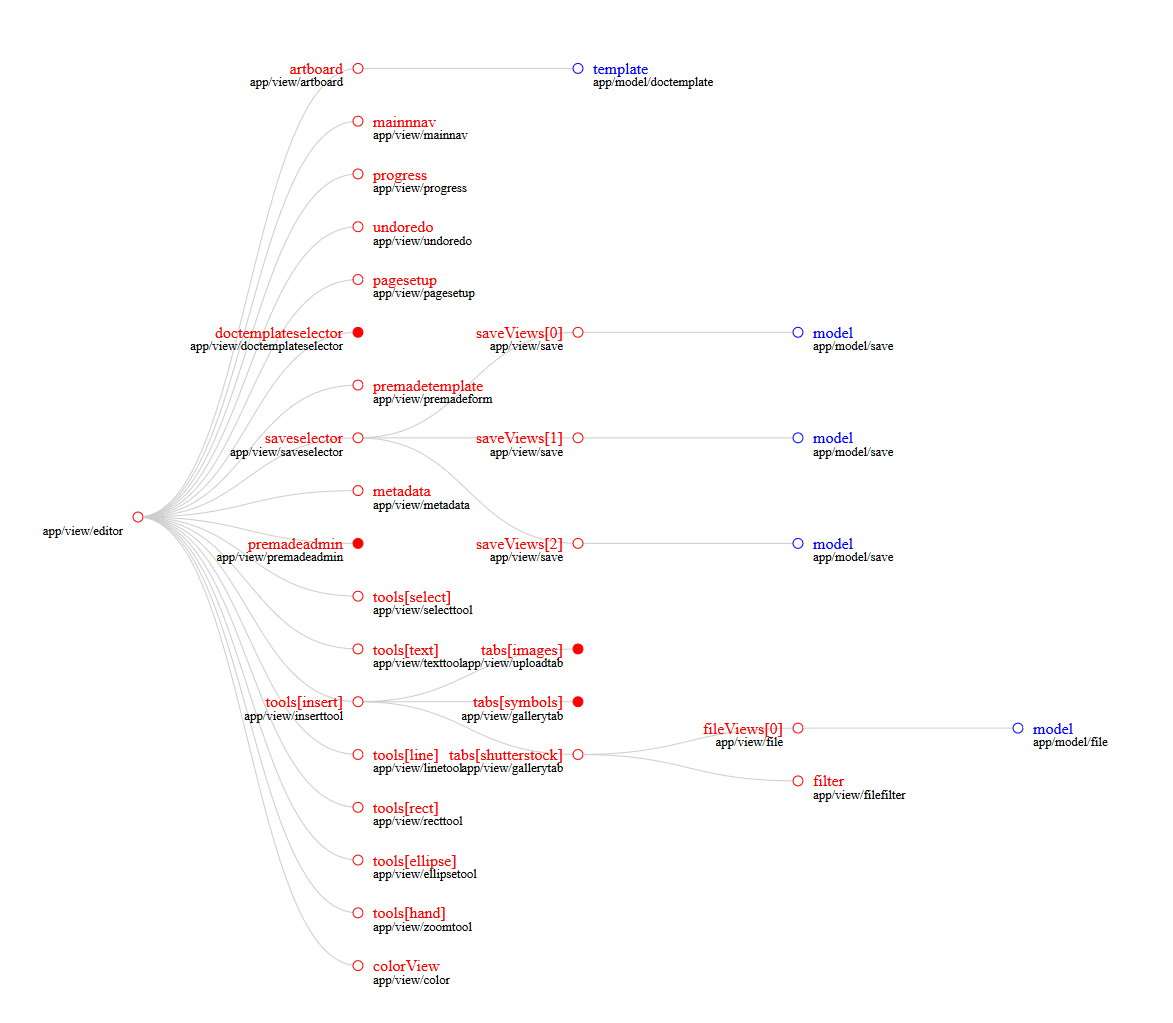 artboard
app/view/artboard
template
app/model/doctemplate
mainnnav
app/view/mainnav
progress
app/view/progress
undoredo
app/view/undoredo
pagesetup
app/view/pagesetup
doctemplateselector
app/view/doctemplateselector
saveViews[0]
app/view/save
model
app/model/save
premadetemplate
app/view/premadeform
saveselector
app/view/saveselector
saveViews[1]
app/view/save
model
app/model/save
metadata
app/view/metadata
app/view/editor
premadeadmin
app/view/premadeadmin
saveViews[2]
app/view/save
model
app/model/save
tools[select]
app/view/selecttool
tools[text]
app/view/texttool
tabs[images]
app/view/uploadtab
tools[insert]
app/view/inserttool
tabs[symbols]
app/view/gallerytab
fileViews[0]
app/view/file
model
app/model/file
tools[line]
app/view/linetool
tabs[shutterstock]
app/view/gallerytab
filter
app/view/filefilter
tools[rect]
app/view/recttool
tools[ellipse]
app/view/ellipsetool
tools[hand]
app/view/zoomtool
colorView
app/view/color